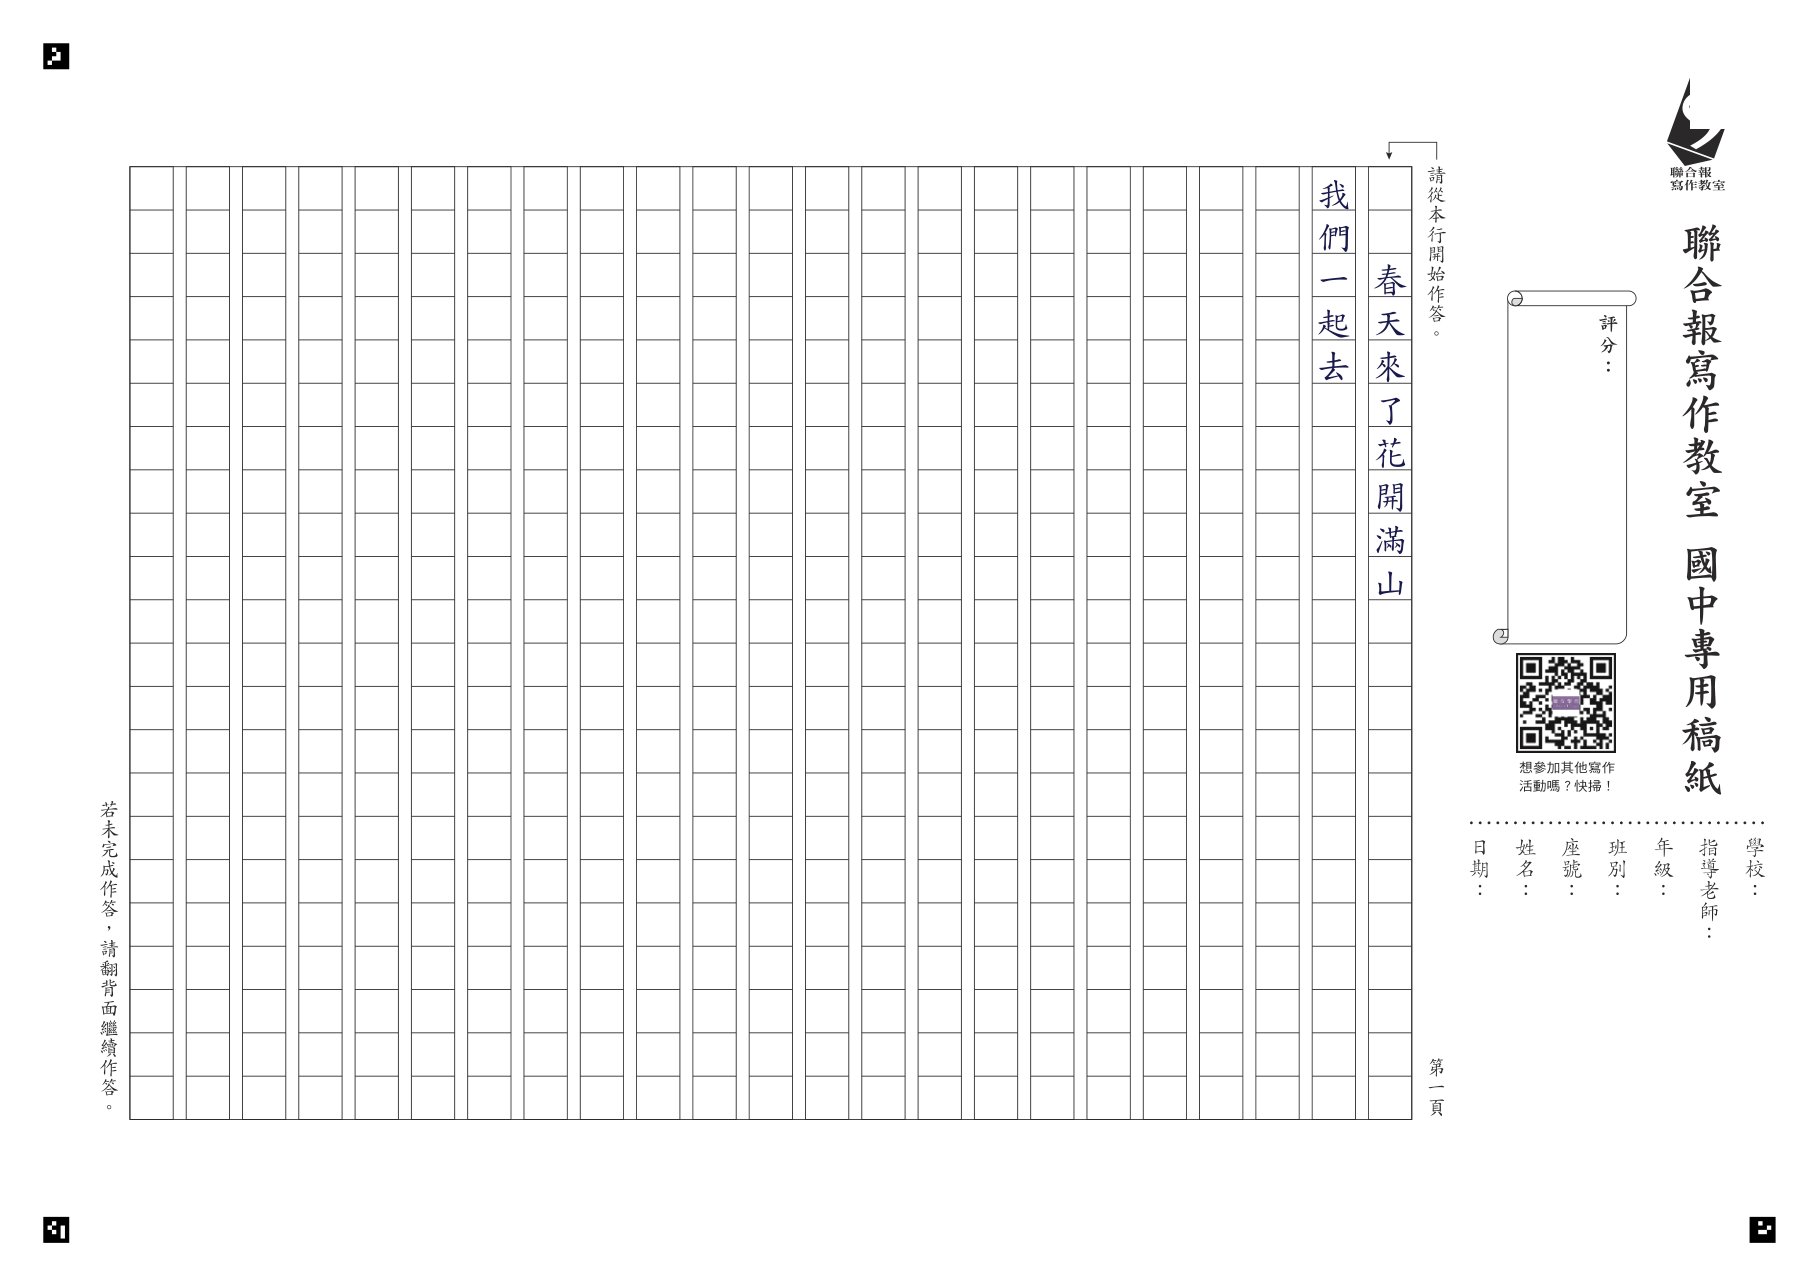 聯合報
寫作教室
聯合報寫作教室 國中專用稿紙
學校：
指導老師：
年級：
班別：
座號：
姓名：
日期：
評分：
想參加其他寫作
活動嗎？快掃！
請從本行開始作答。
第一頁
春天來了花開滿山
我們一起去
若未完成作答，請翻背面繼續作答。